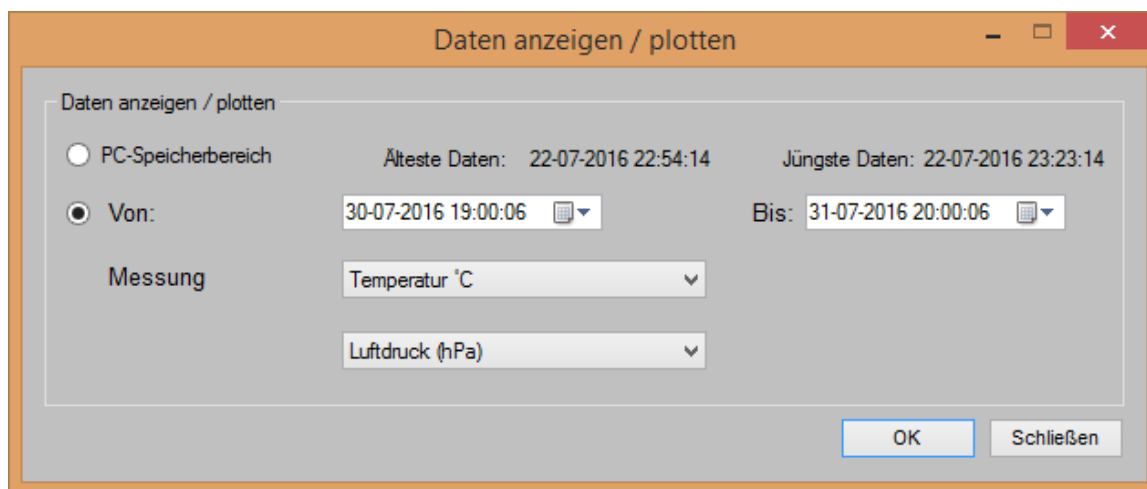 Daten anzeigen / plotten
Daten anzeigen / plotten
PC-Speicherbereich Älteste Daten: 22-07-2016 22:54:14 Jüngste Daten: 22-07-2016 23:23:14
Von: 30-07-2016 19:00:06 Bis: 31-07-2016 20:00:06
Messung Temperatur °C
Luftdruck (hPa)
OK Schließen